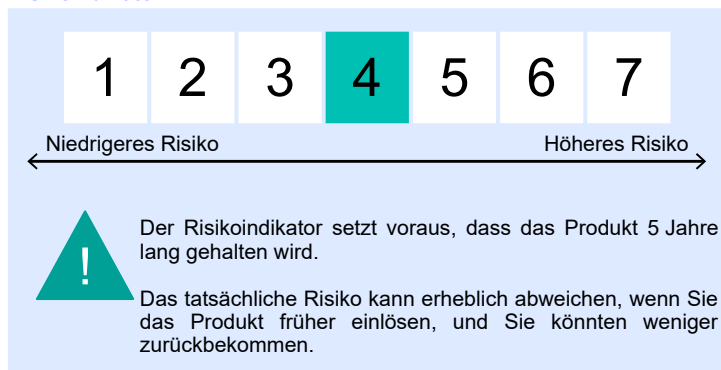 1 2 3 4 5 6 7
Niedrigeres Risiko Höheres Risiko
!
Der Risikoindikator setzt voraus, dass das Produkt 5 Jahre
lang gehalten wird.
Das tatsächliche Risiko kann erheblich abweichen, wenn Sie
das Produkt früher einlösen, und Sie könnten weniger
zurückbekommen.